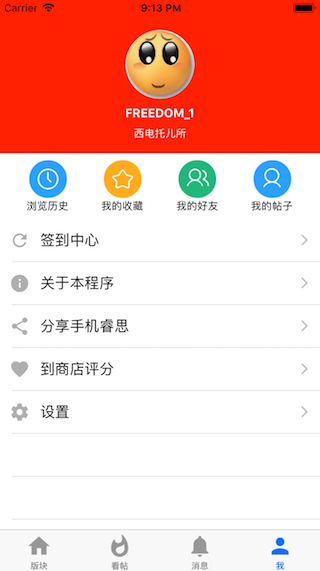 Carrier 9:13 PM
FREEDOM_1
西电托儿所
浏览历史 我的收藏 我的好友 我的帖子
签到中心
关于本程序
分享手机睿思
到商店评分
设置
版块 看帖 消息 我